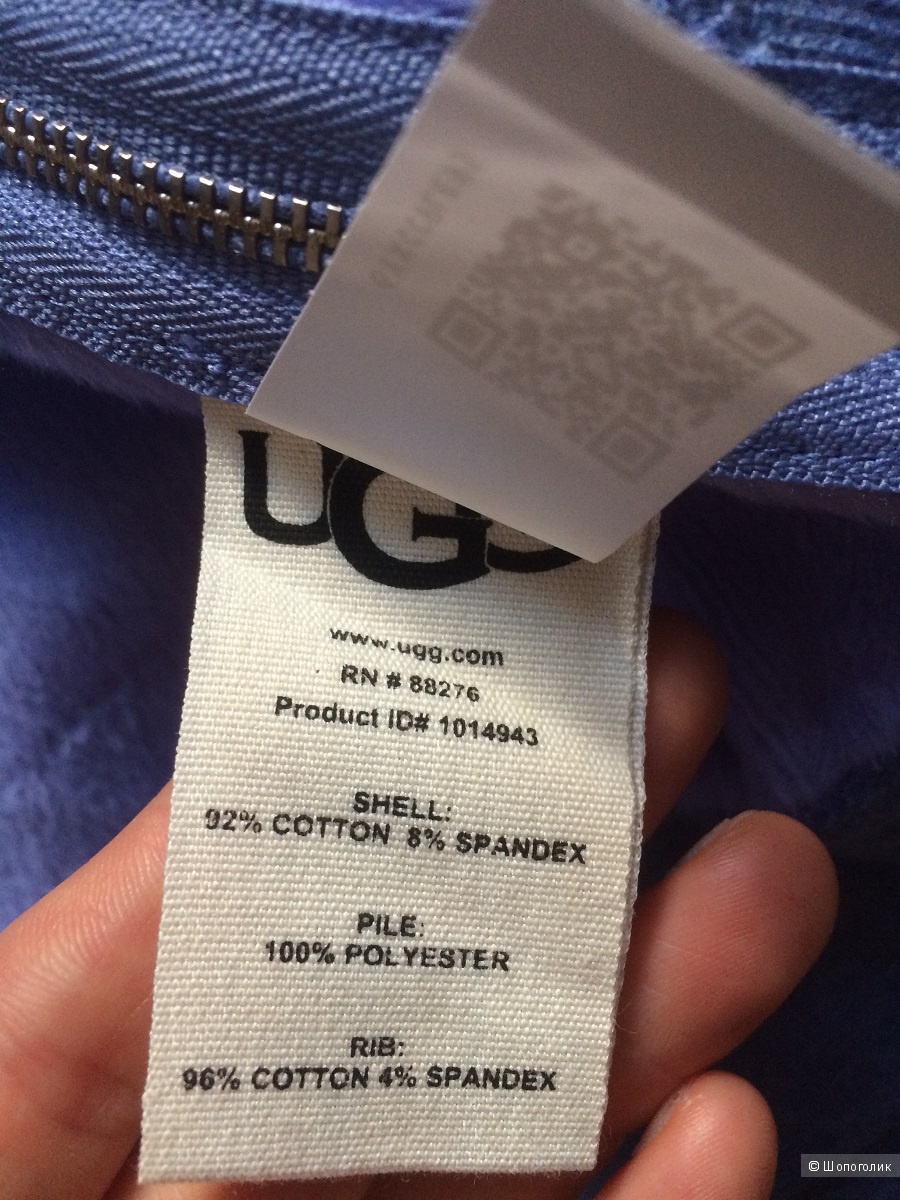 UGG
www.ugg.com
RN # 88276
Product ID# 1014943
SHELL:
92% COTTON 8% SPANDEX
PILE:
100% POLYESTER
RIB:
96% COTTON 4% SPANDEX
© Шопоголик